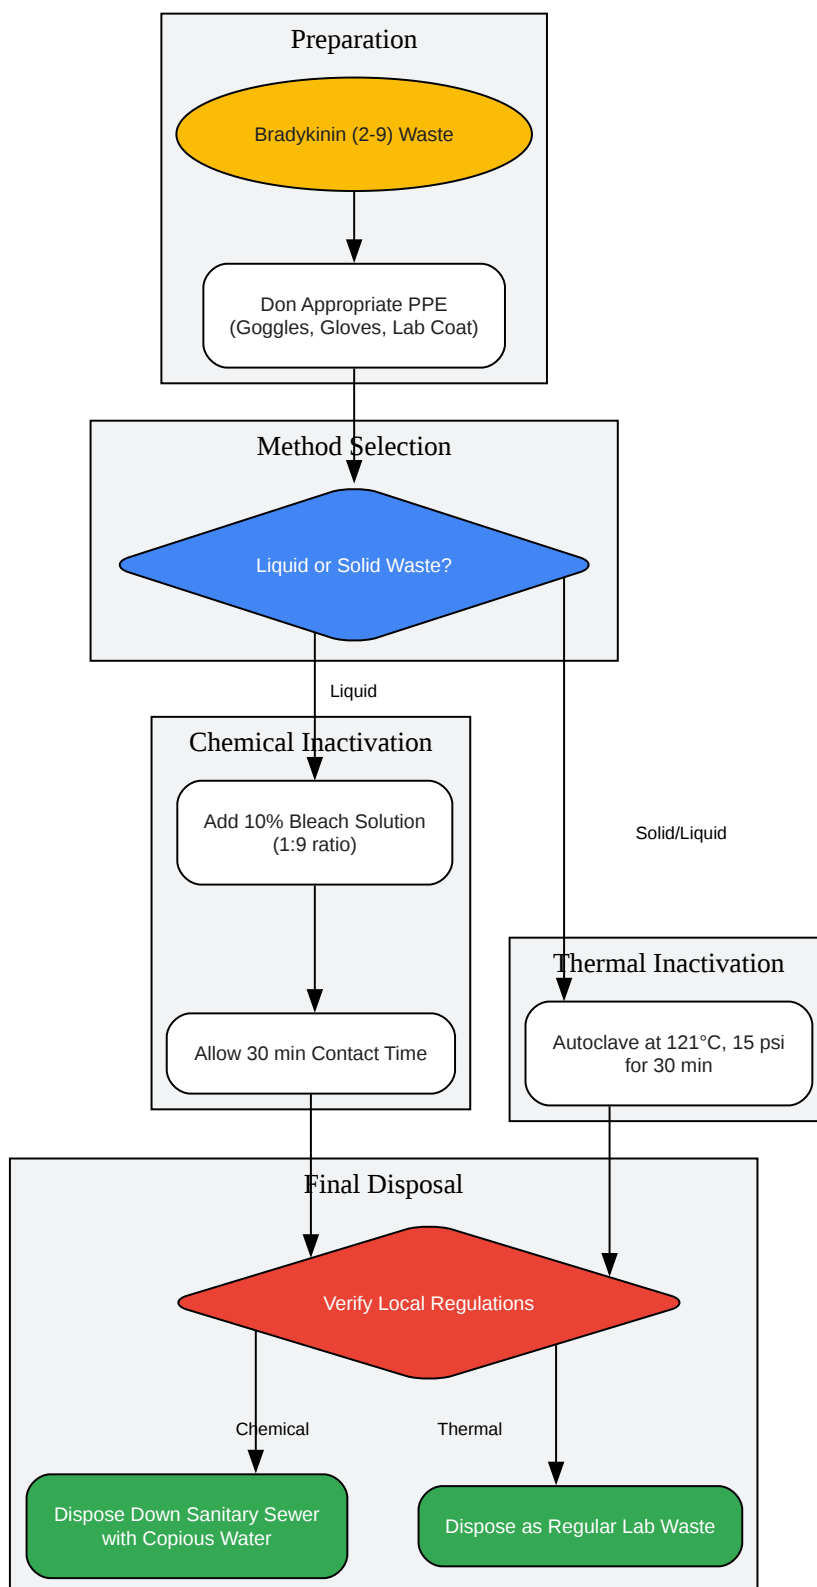 Preparation
Bradykinin (2-9) Waste
Don Appropriate PPE
(Goggles, Gloves, Lab Coat)
Method Selection
Liquid or Solid Waste?
Liquid
Chemical Inactivation
Add 10% Bleach Solution
(1:9 ratio)
Solid/Liquid
Thermal Inactivation
Allow 30 min Contact Time
Autoclave at 121°C, 15 psi
for 30 min
Final Disposal
Verify Local Regulations
Chemical
Thermal
Dispose Down Sanitary Sewer
with Copious Water
Dispose as Regular Lab Waste